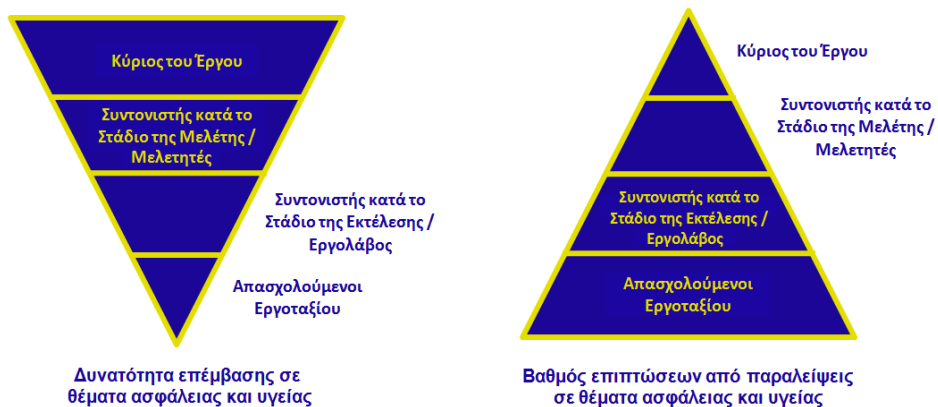 Κύριος του Έργου
Συντονιστής κατά το
Στάδιο της Μελέτης /
Μελετητές
Συντονιστής κατά το
Στάδιο της Εκτέλεσης /
Εργολάβος
Απασχολούμενοι
Εργοταξίου
Δυνατότητα επέμβασης σε
θέματα ασφάλειας και υγείας
Κύριος του Έργου
Συντονιστής κατά το
Στάδιο της Μελέτης /
Μελετητές
Συντονιστής κατά το
Στάδιο της Εκτέλεσης /
Εργολάβος
Απασχολούμενοι
Εργοταξίου
Βαθμός επιπτώσεων από παραλείψεις
σε θέματα ασφάλειας και υγείας